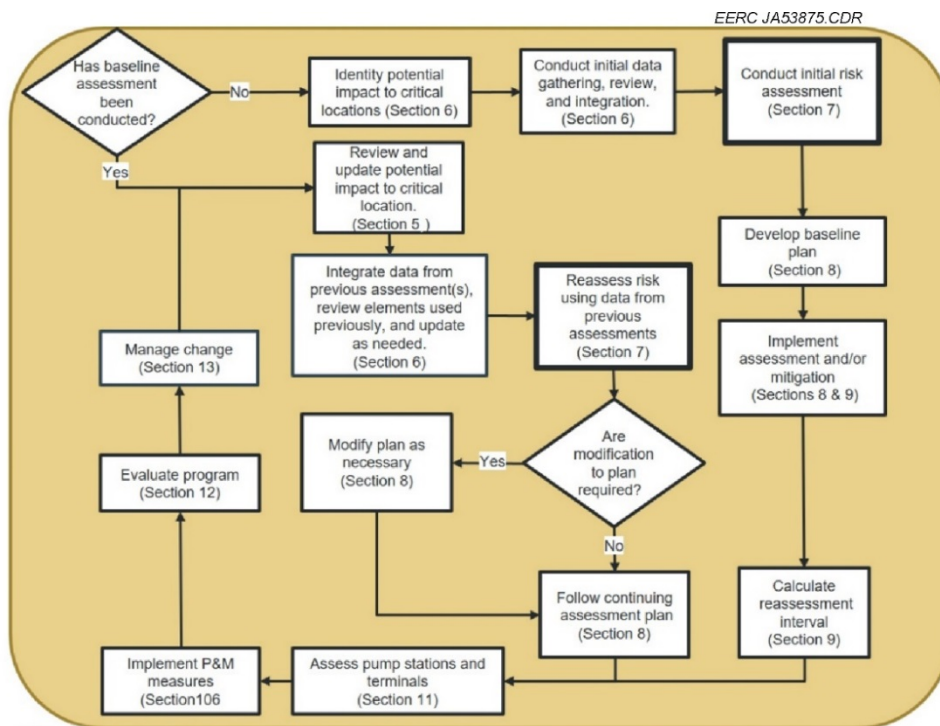 EERC JA53875.CDR
Has baseline
assessment
been
conducted?
No
Identity potential
impact to critical
locations (Section 6)
Conduct initial data
gathering, review,
and integration.
(Section 6)
Conduct initial risk
assessment
(Section 7)
Yes
Review and
update potential
impact to critical
location.
(Section 5 )
Develop baseline
plan
(Section 8)
Integrate data from
previous assessment(s),
review elements used
previously, and update
as needed.
(Section 6)
Reassess risk
using data from
previous
assessments
(Section 7)
Implement
assessment and/or
mitigation
(Sections 8 & 9)
Manage change
(Section 13)
Are
modification
to plan
required?
Yes
Modify plan as
necessary
(Section 8)
Evaluate program
(Section 12)
No
Follow continuing
assessment plan
(Section 8)
Calculate
reassessment
interval
(Section 9)
Assess pump stations and
terminals
(Section 11)
Implement P&M
measures
(Section106